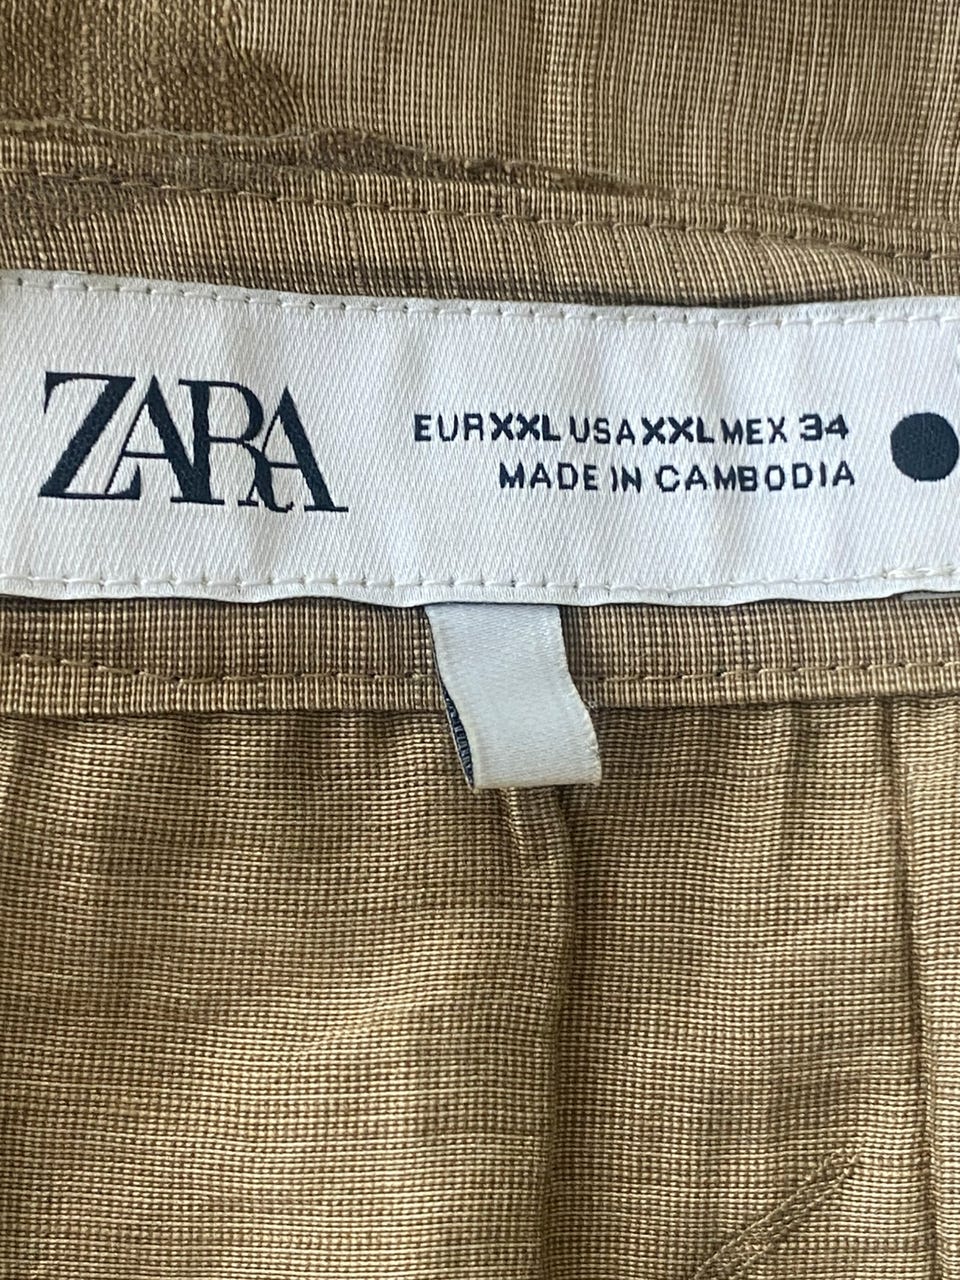 ZARA
EUR XXL USA XXL MEX 34
MADE IN CAMBODIA